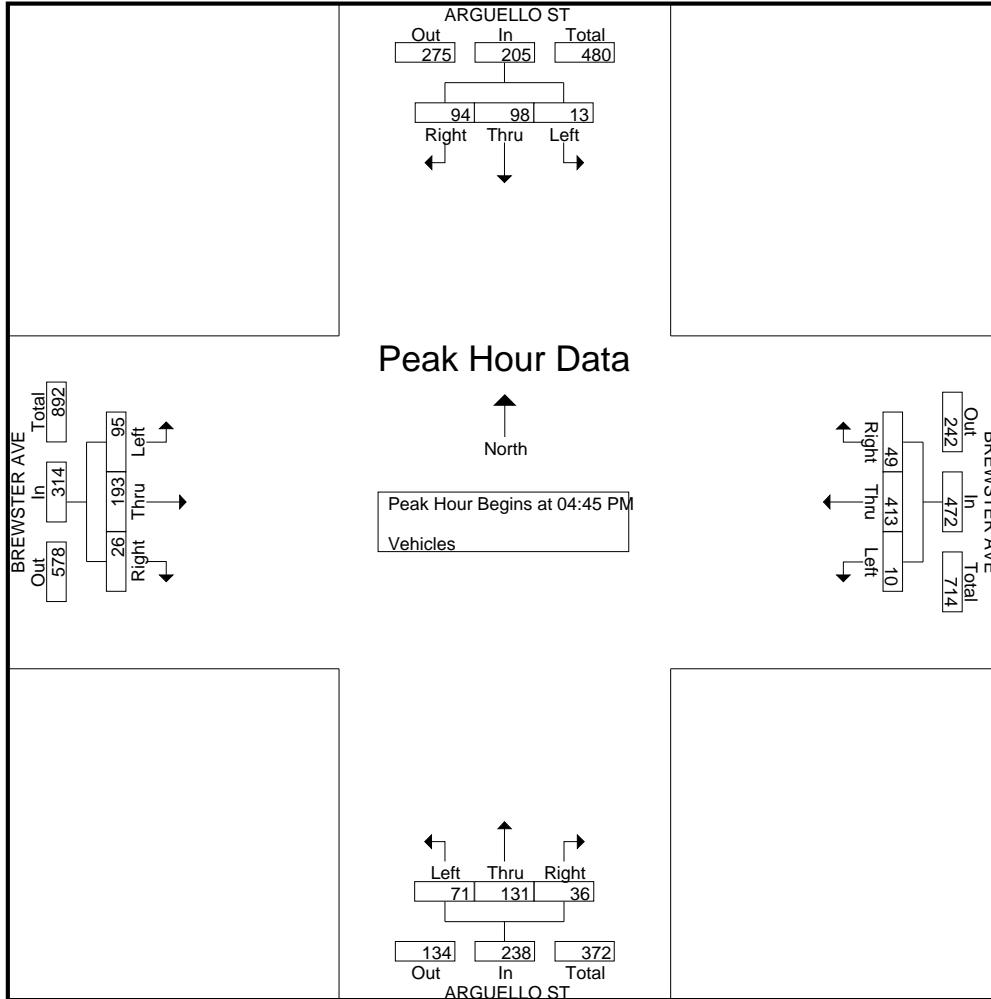 ARGUELLO ST
Out In Total
275 205 480
94 98 13
Right Thru Left
Peak Hour Data
North
Peak Hour Begins at 04:45 PM
Vehicles
BREWSTER AVE
Total In Out
892 314 578
95 193 26
Left Thru Right
BREWSTER AVE
Out In Total
242 472 714
49 413 10
Right Thru Left
Left Thru Right
71 131 36
134 238 372
Out In Total
ARGUELLO ST